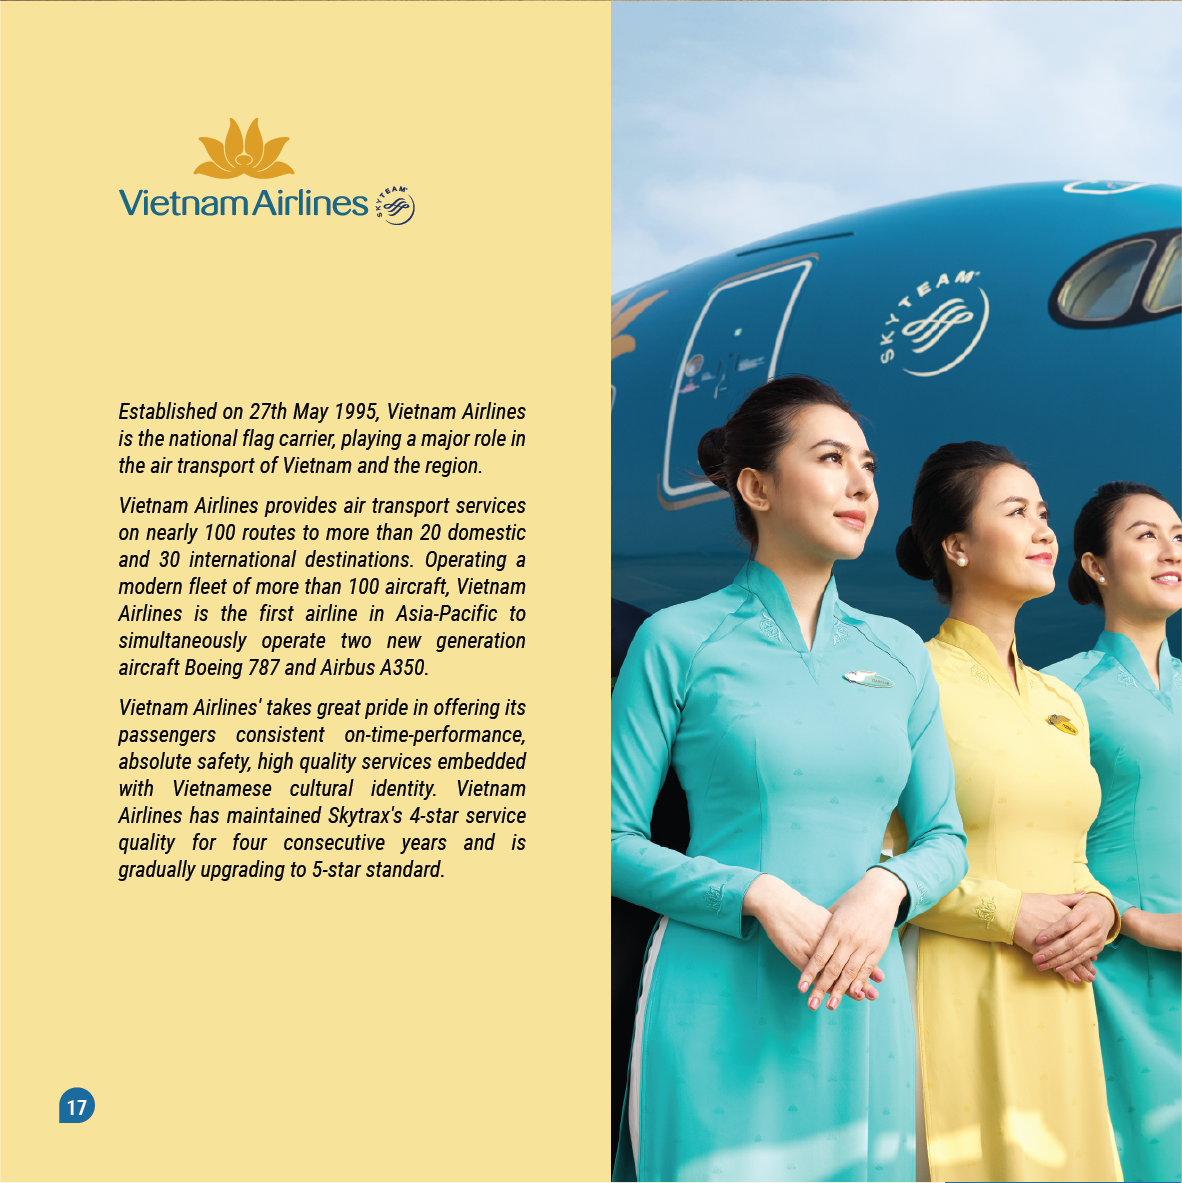 Vietnam Airlines SKYTEAM
Established on 27th May 1995, Vietnam Airlines
is the national flag carrier, playing a major role in
the air transport of Vietnam and the region.
Vietnam Airlines provides air transport services
on nearly 100 routes to more than 20 domestic
and 30 international destinations. Operating a
modern fleet of more than 100 aircraft, Vietnam
Airlines is the first airline in Asia-Pacific to
simultaneously operate two new generation
aircraft Boeing 787 and Airbus A350.
Vietnam Airlines' takes great pride in offering its
passengers consistent on-time-performance,
absolute safety, high quality services embedded
with Vietnamese cultural identity. Vietnam
Airlines has maintained Skytrax's 4-star service
quality for four consecutive years and is
gradually upgrading to 5-star standard.
17
SKYTEAM